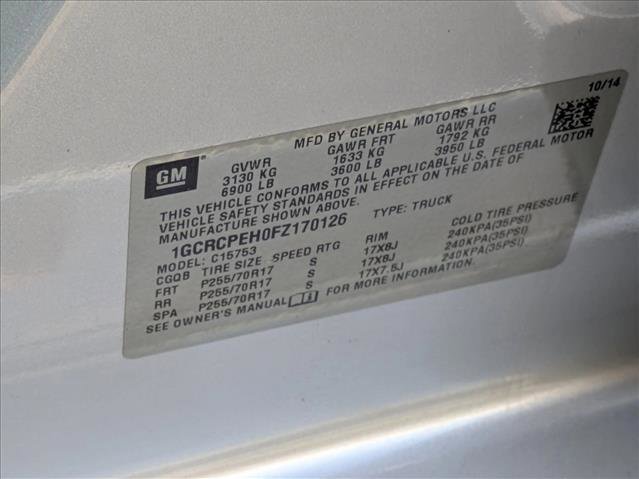 10/14
MFD BY GENERAL MOTORS LLC
GM
GVWR GAWR FRT GAWR RR
3130 KG 1633 KG 1792 KG
6900 LB 3600 LB 3950 LB
THIS VEHICLE CONFORMS TO ALL APPLICABLE U.S. FEDERAL MOTOR
VEHICLE SAFETY STANDARDS IN EFFECT ON THE DATE OF
MANUFACTURE SHOWN ABOVE.
1GCRCPEH0FZ170126 TYPE: TRUCK
MODEL: C15753
CGQB TIRE SIZE SPEED RTG RIM COLD TIRE PRESSURE
FRT P255/70R17 S 17X8J 240KPA(35PSI)
RR P255/70R17 S 17X8J 240KPA(35PSI)
SPA P255/70R17 S 17X7.5J 240KPA(35PSI)
SEE OWNER'S MANUAL FOR MORE INFORMATION.